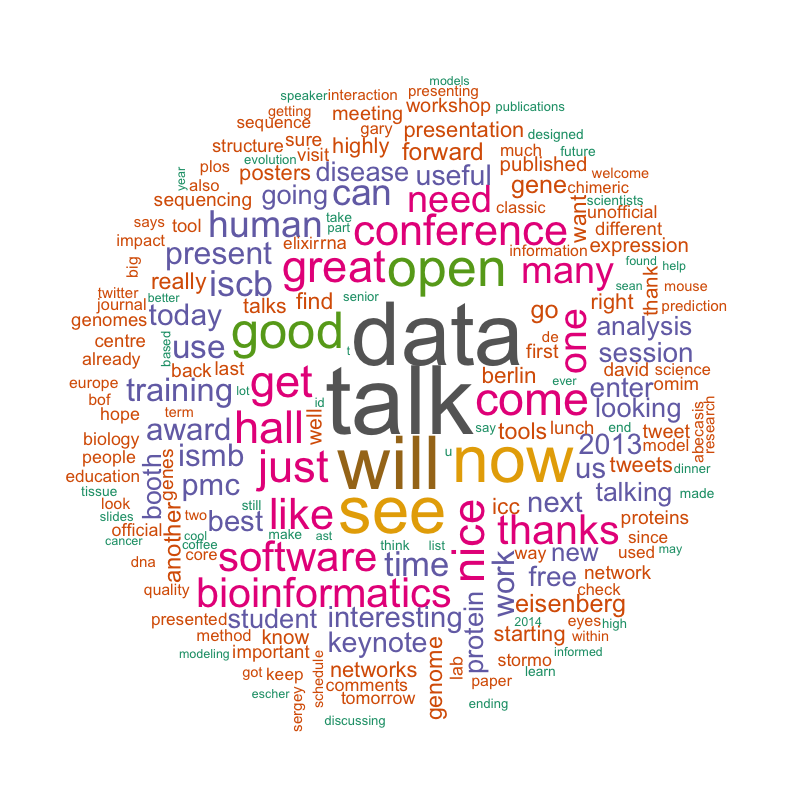 models
speaker
interaction
presenting
getting
meeting
workshop
publications
sequence
gary
presentation
designed
structure
sure
highly
forward
much
future
plos
evolution
visit
published
year
posters
disease
useful
gene
welcome
also
going
can
need
classic
chimeric
scientists
sequencing
take
want
unofficial
says
tool
human
part
conference
different
impact
elixir
rna
information
expression
present
great
open
many
found
help
big
really
iscb
thank
sean
mouse
twitter
better
talks
find
senior
go
right
prediction
journal
today
good
data
de
one
analysis
genomes
centre
use
t
first
session
already
based
back
last
berlin
david
science
europe
training
lot
get
talk
ever
enter
omim
bof
id
come
looking
hope
term
hall
well
say
tools
lunch
end
tweet
abecasis
research
biology
award
2013
model
people
ismb
just
will
u
now
us
tweets
dinner
education
booth
genes
pmc
talking
made
tissue
look
still
like
see
icc
next
slides
two
best
nice
thanks
proteins
official
another
cool
make
ast
think
list
way
new
since
cancer
coffee
used
may
dna
core
software
time
free
network
quality
bioinformatics
work
check
presented
student
interesting
protein
eisenberg
eyes
high
method
know
keynote
2014
starting
within
modeling
important
genome
stormo
informed
got
keep
networks
lab
learn
escher
schedule
comments
paper
sergey
tomorrow
ending
discussing